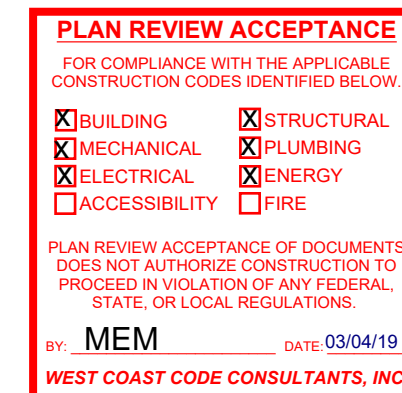 PLAN REVIEW ACCEPTANCE
FOR COMPLIANCE WITH THE APPLICABLE
CONSTRUCTION CODES IDENTIFIED BELOW.
X BUILDING X STRUCTURAL
X MECHANICAL X PLUMBING
X ELECTRICAL X ENERGY
ACCESSIBILITY FIRE
PLAN REVIEW ACCEPTANCE OF DOCUMENTS
DOES NOT AUTHORIZE CONSTRUCTION TO
PROCEED IN VIOLATION OF ANY FEDERAL,
STATE, OR LOCAL REGULATIONS.
BY: MEM DATE: 03/04/19
WEST COAST CODE CONSULTANTS, INC